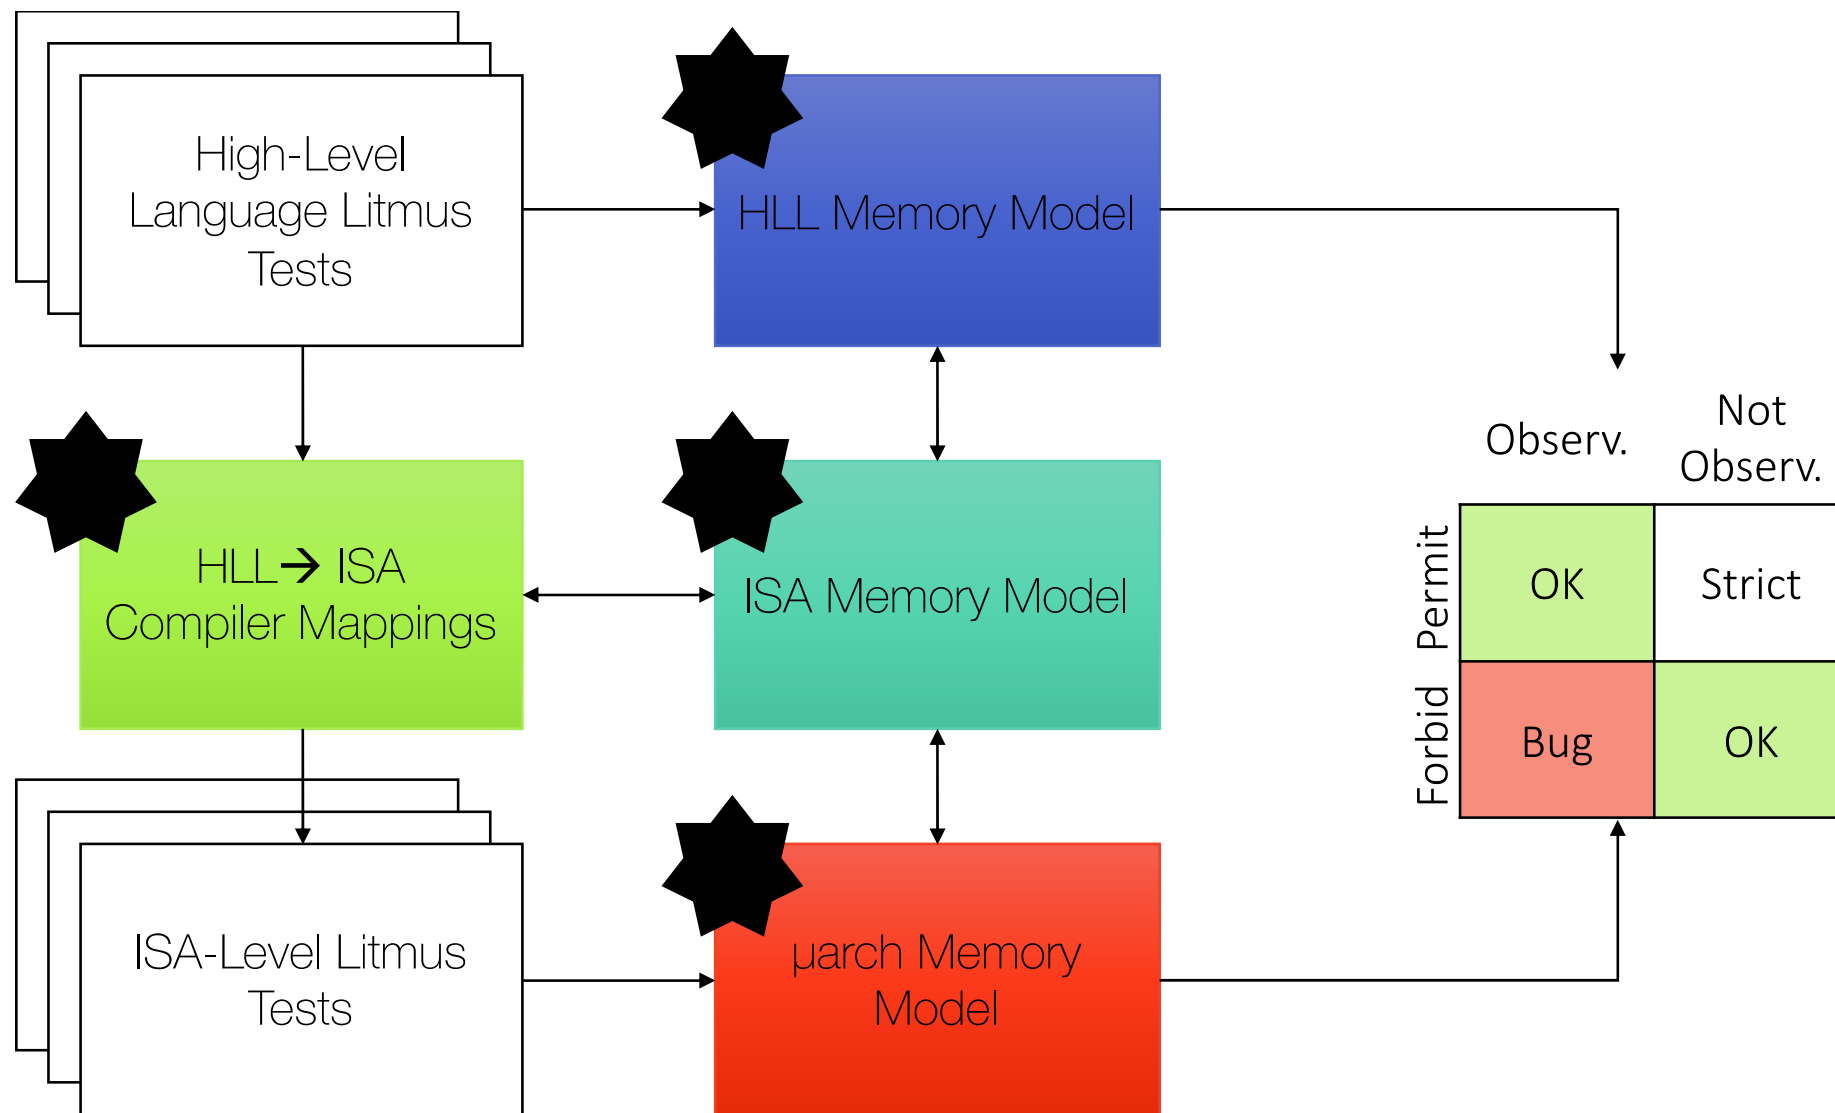 High-Level
Language Litmus
Tests
HLL Memory Model
HLL→ ISA
Compiler Mappings
ISA Memory Model
ISA-Level Litmus
Tests
µarch Memory
Model
Observ.
Not
Observ.
Permit
OK
Strict
Forbid
Bug
OK